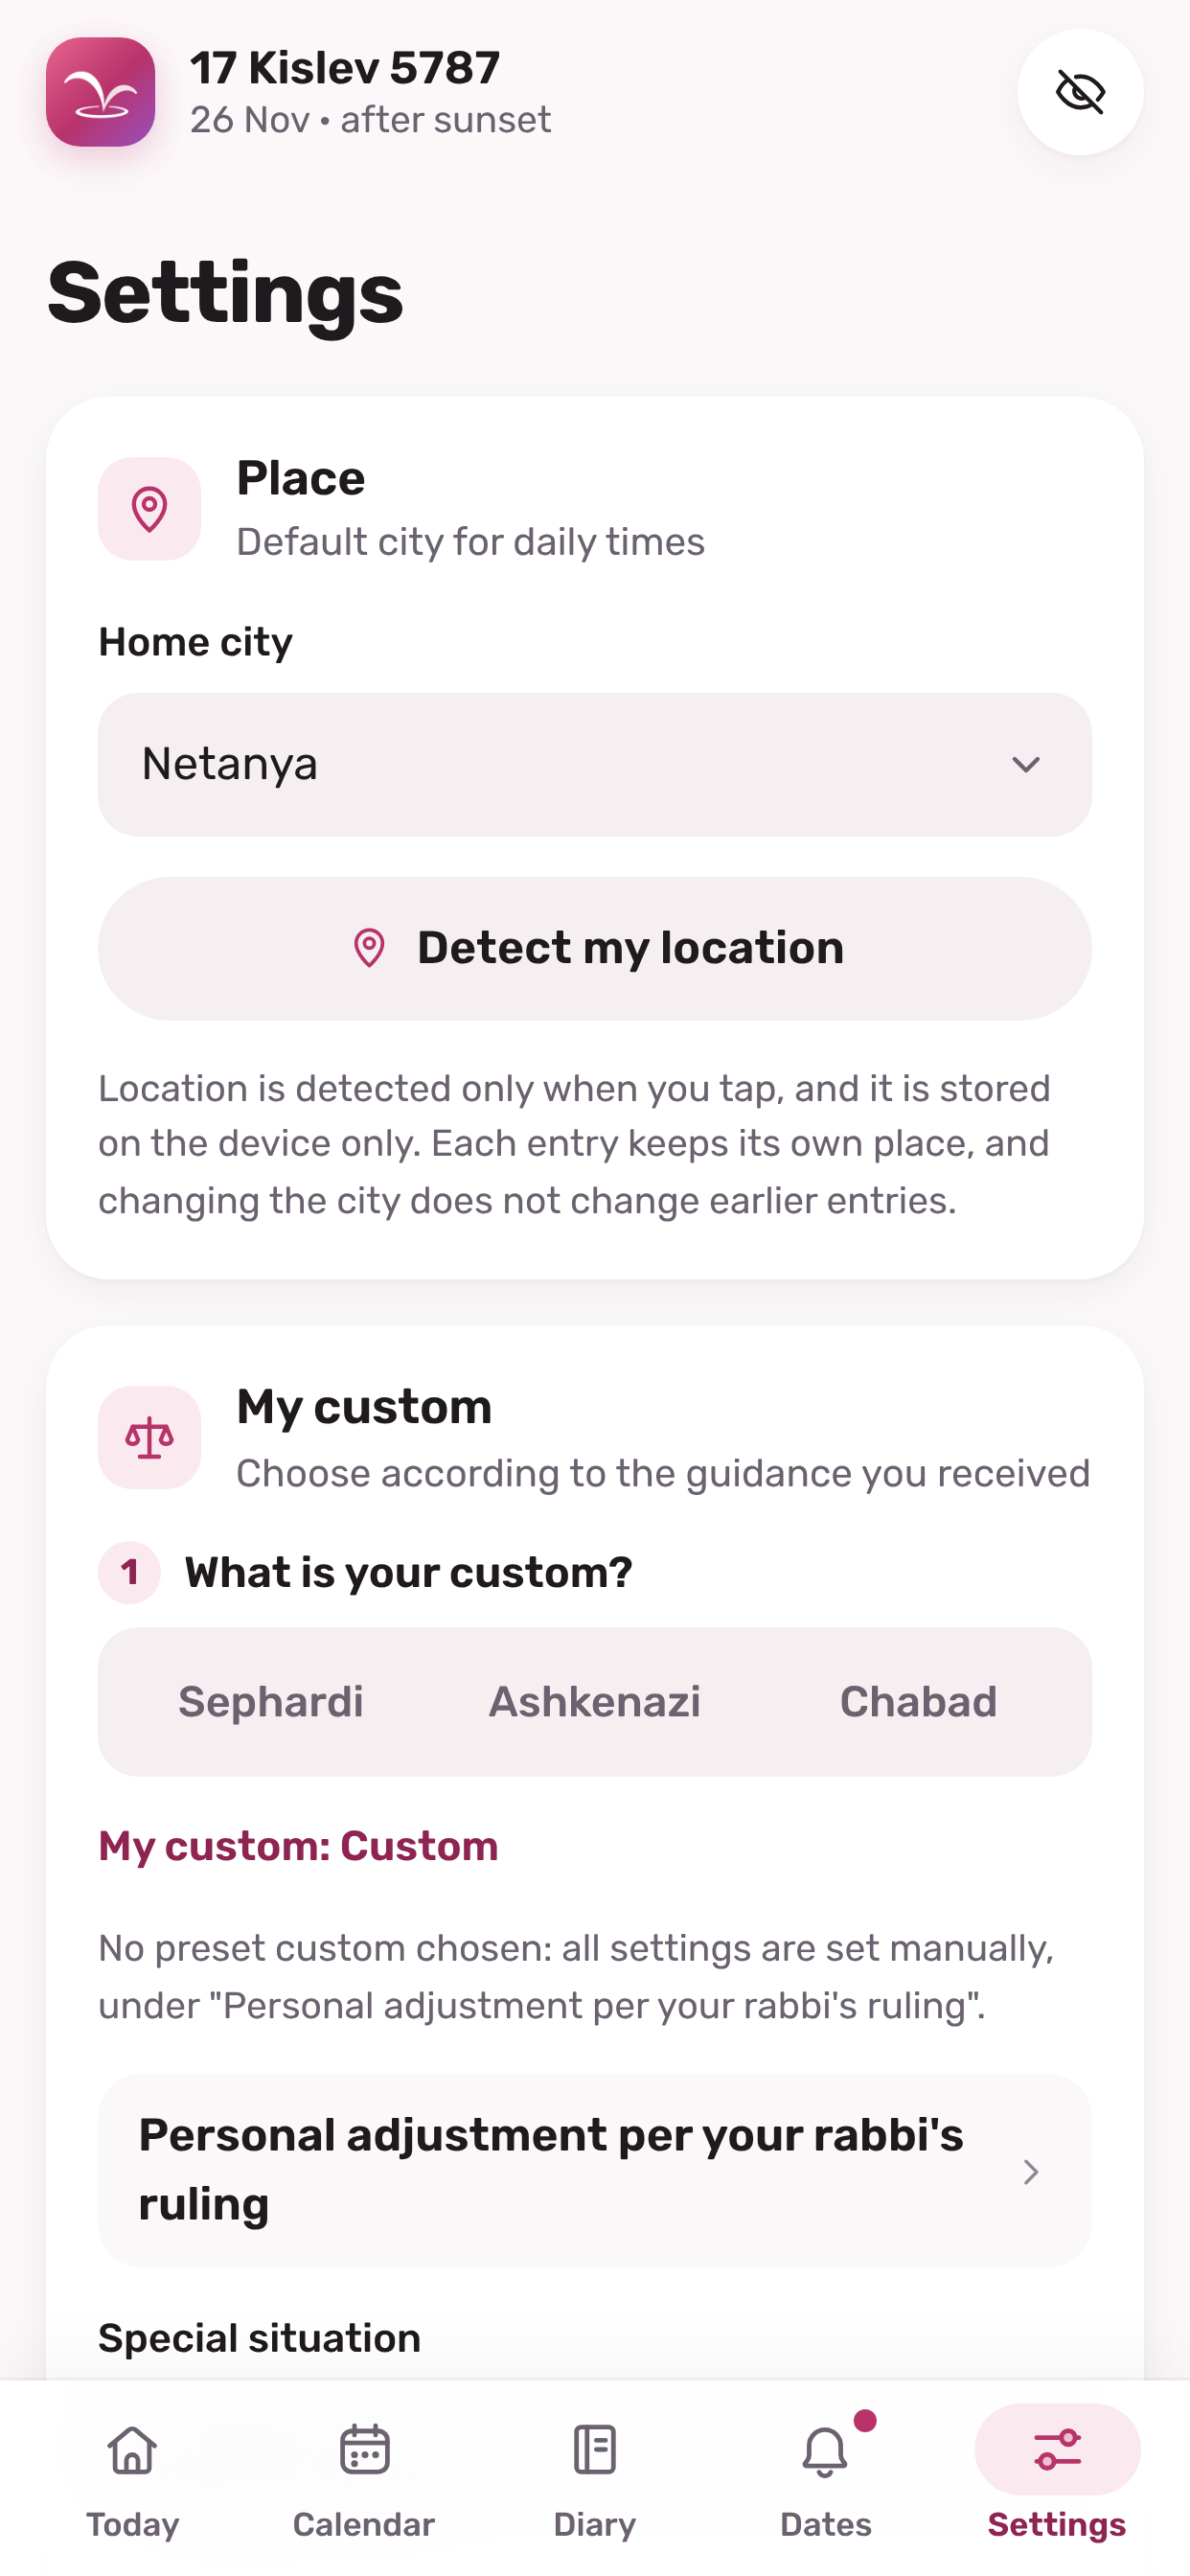 17 Kislev 5787
26 Nov • after sunset
Settings
Place
Default city for daily times
Home city
Netanya
Detect my location
Location is detected only when you tap, and it is stored
on the device only. Each entry keeps its own place, and
changing the city does not change earlier entries.
My custom
Choose according to the guidance you received
1 What is your custom?
Sephardi Ashkenazi Chabad
My custom: Custom
No preset custom chosen: all settings are set manually,
under "Personal adjustment per your rabbi's ruling".
Personal adjustment per your rabbi's
ruling
Special situation
Today Calendar Diary Dates Settings